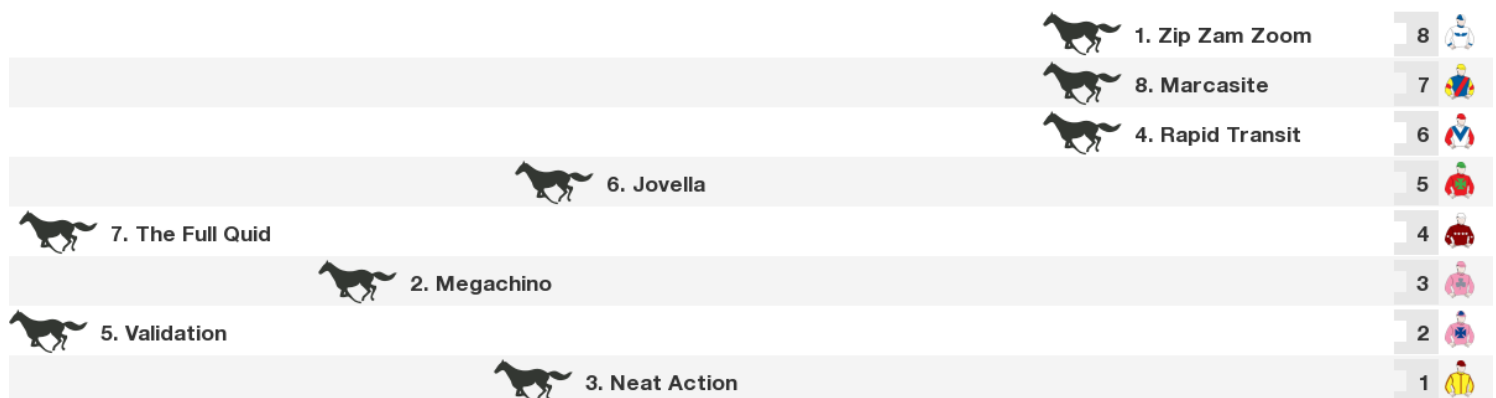 1. Zip Zam Zoom 8
8. Marcasite 7
4. Rapid Transit 6
6. Jovella 5
7. The Full Quid 4
2. Megachino 3
5. Validation 2
3. Neat Action 1